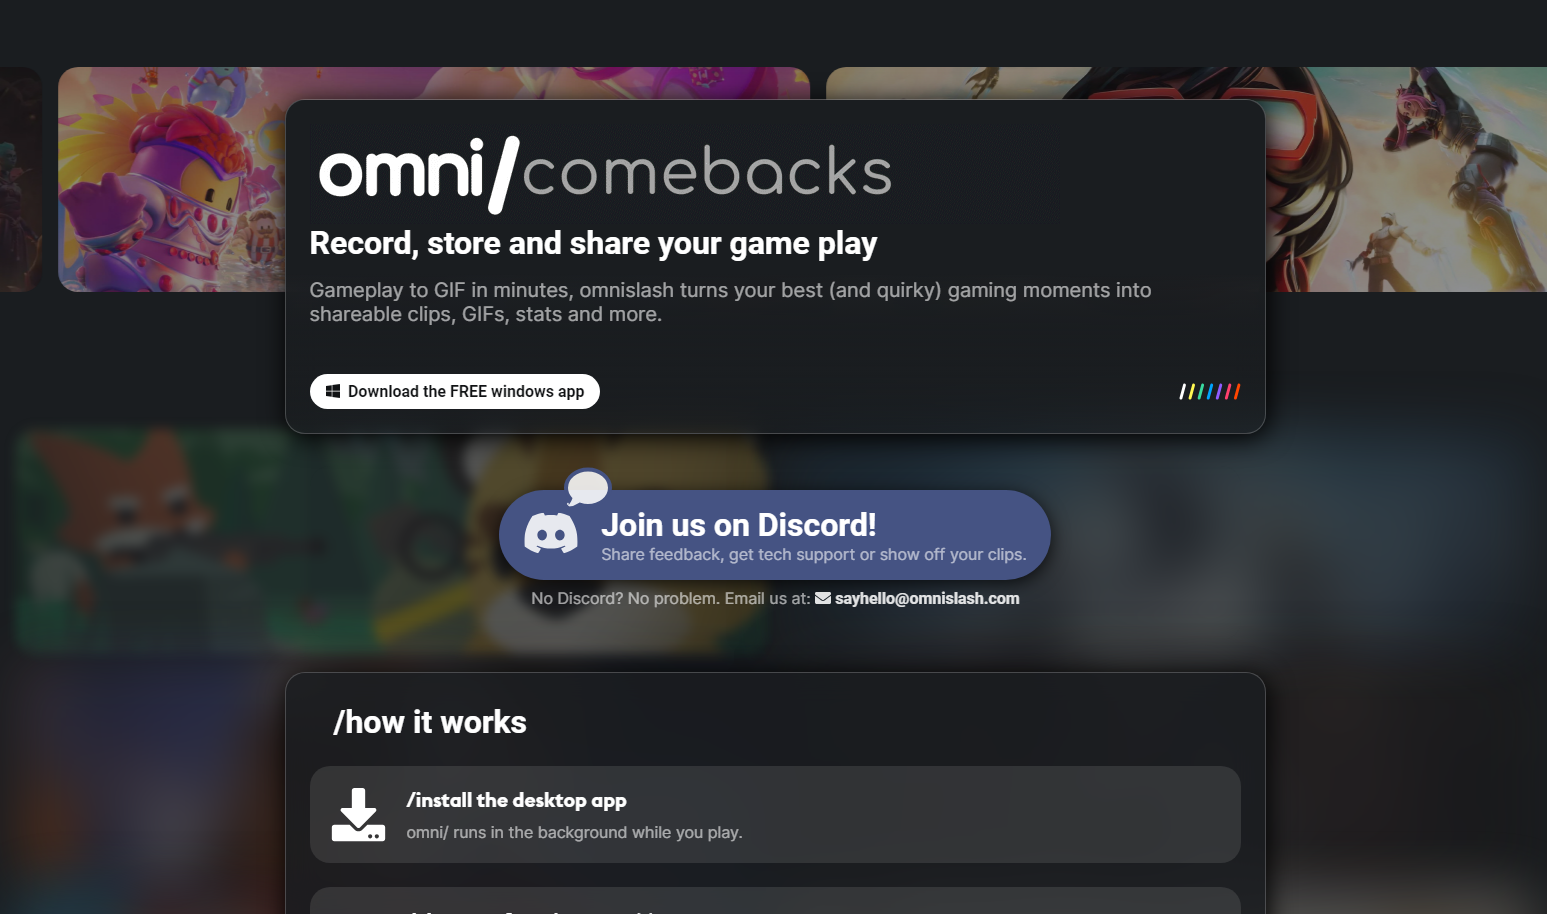 omni/comebacks
Record, store and share your game play
Gameplay to GIF in minutes, omnislash turns your best (and quirky) gaming moments into
shareable clips, GIFs, stats and more.
Download the FREE windows app
Join us on Discord!
Share feedback, get tech support or show off your clips.
No Discord? No problem. Email us at: sayhello@omnislash.com
/how it works
/install the desktop app
omni/ runs in the background while you play.